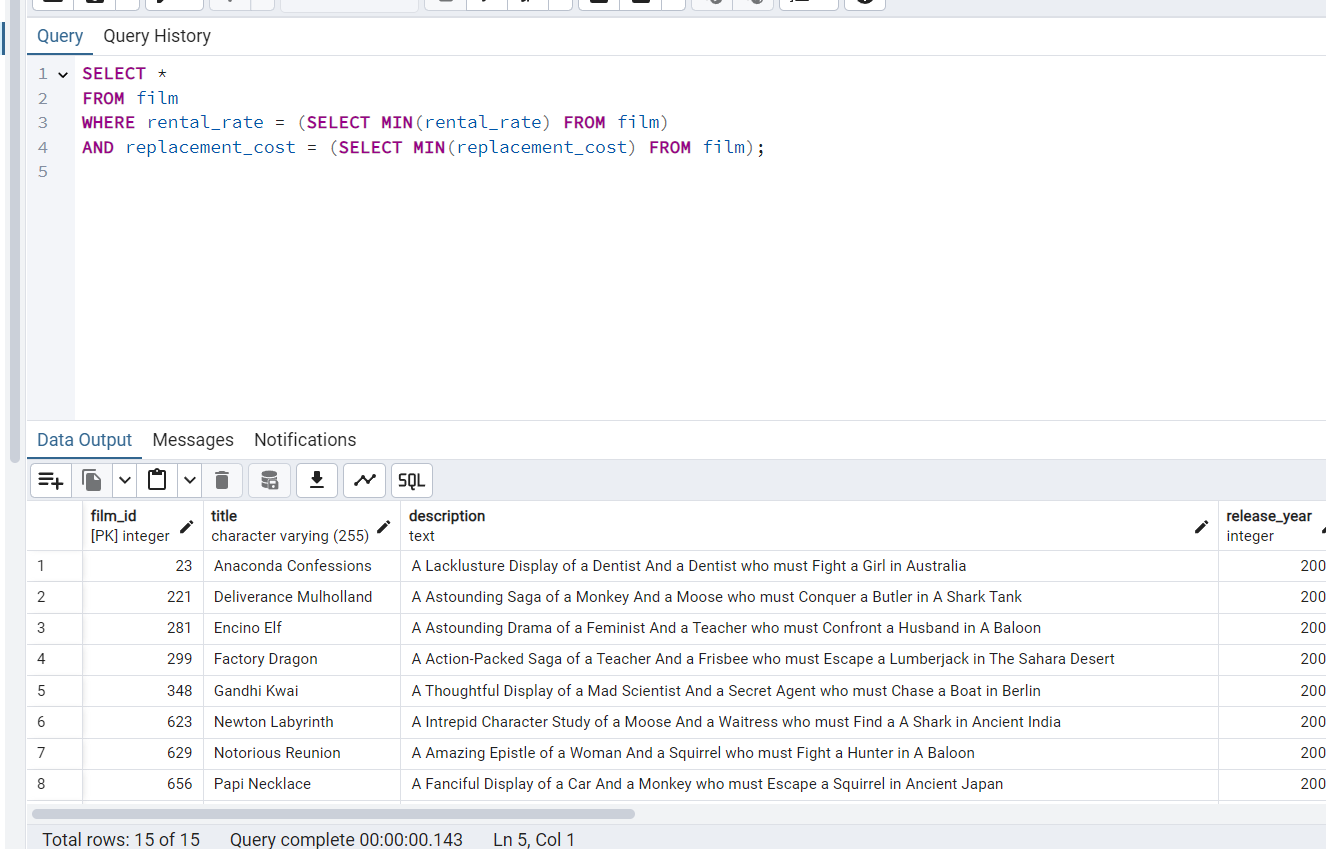 Query Query History
1 SELECT *
2 FROM film
3 WHERE rental_rate = (SELECT MIN(rental_rate) FROM film)
4 AND replacement_cost = (SELECT MIN(replacement_cost) FROM film);
5
Data Output Messages Notifications
SQL
film_id title description release_year
[PK] integer character varying (255) text integer
1 23 Anaconda Confessions A Lacklusture Display of a Dentist And a Dentist who must Fight a Girl in Australia 200
2 221 Deliverance Mulholland A Astounding Saga of a Monkey And a Moose who must Conquer a Butler in A Shark Tank 200
3 281 Encino Elf A Astounding Drama of a Feminist And a Teacher who must Confront a Husband in A Baloon 200
4 299 Factory Dragon A Action-Packed Saga of a Teacher And a Frisbee who must Escape a Lumberjack in The Sahara Desert 200
5 348 Gandhi Kwai A Thoughtful Display of a Mad Scientist And a Secret Agent who must Chase a Boat in Berlin 200
6 623 Newton Labyrinth A Intrepid Character Study of a Moose And a Waitress who must Find a A Shark in Ancient India 200
7 629 Notorious Reunion A Amazing Epistle of a Woman And a Squirrel who must Fight a Hunter in A Baloon 200
8 656 Papi Necklace A Fanciful Display of a Car And a Monkey who must Escape a Squirrel in Ancient Japan 200
Total rows: 15 of 15 Query complete 00:00:00.143 Ln 5, Col 1